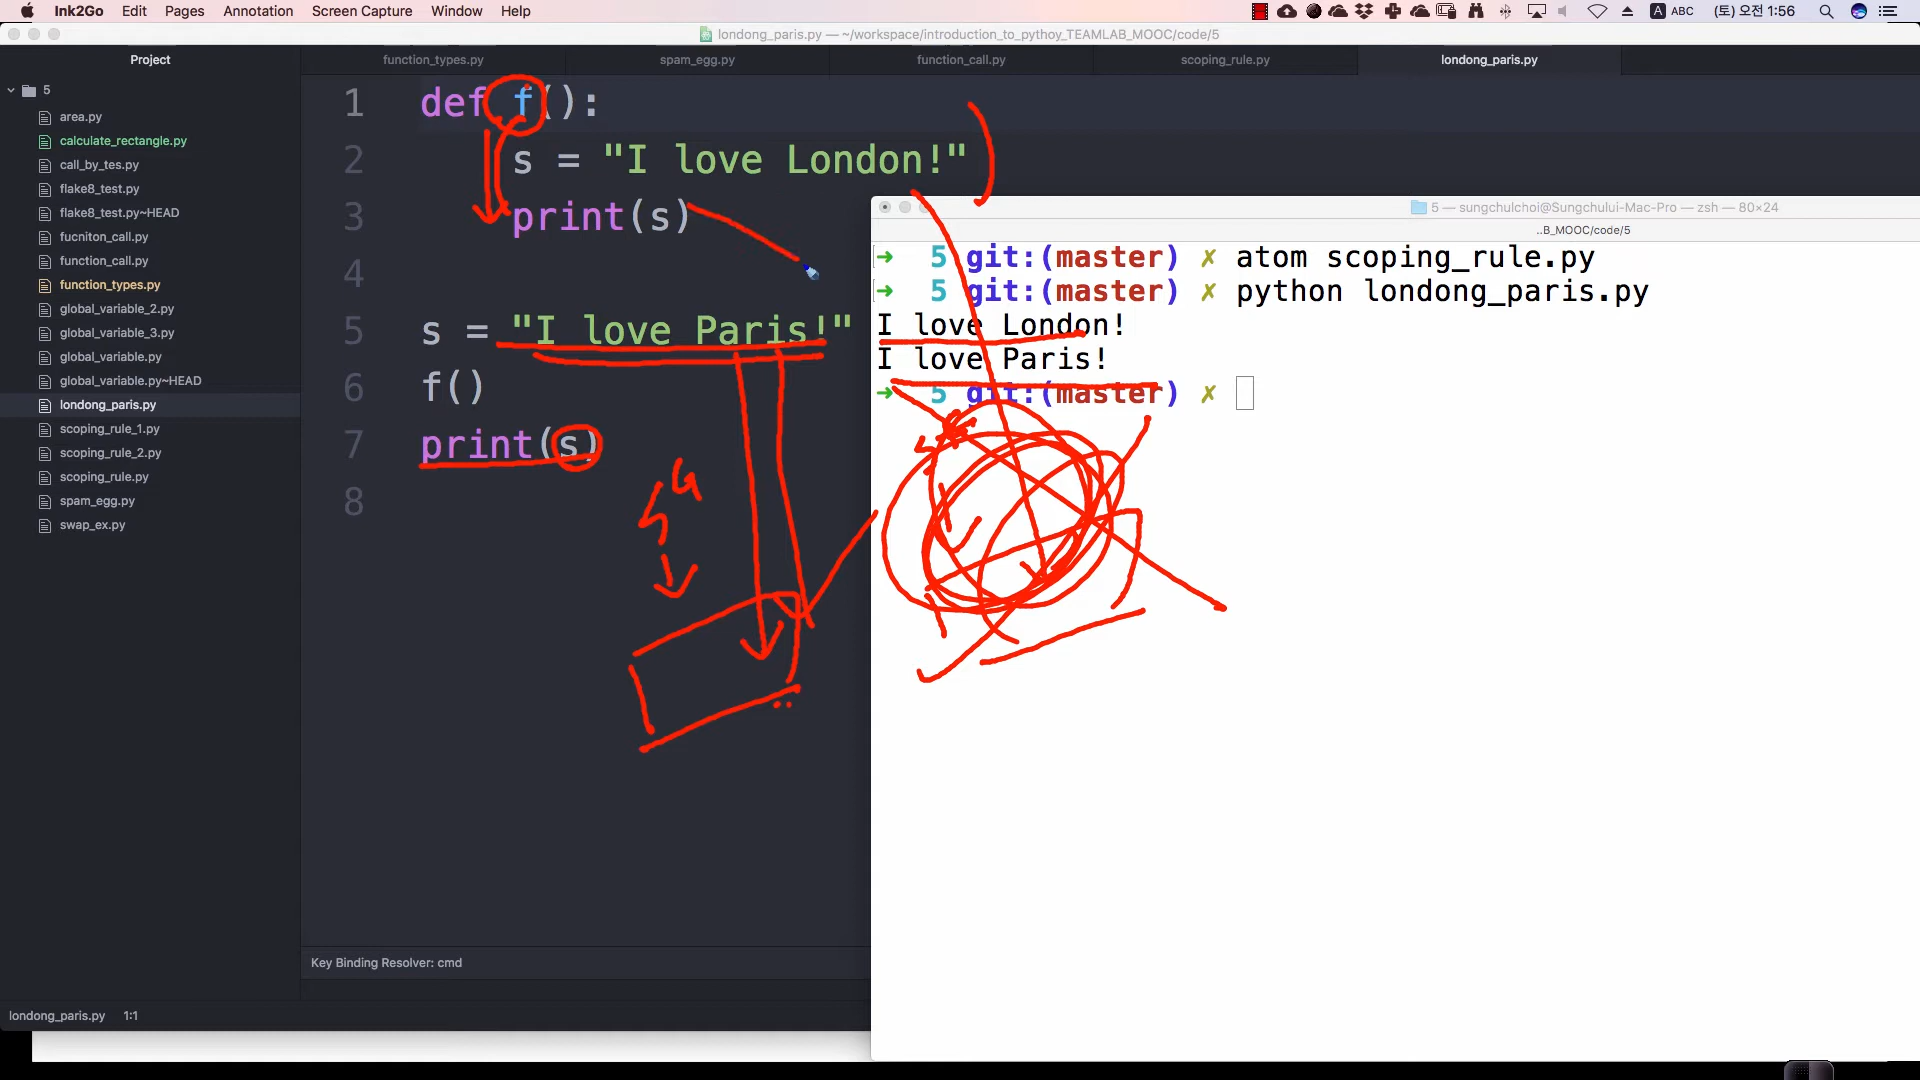 Ink2Go Edit Pages Annotation Screen Capture Window Help
A ABC (토) 오전 1:56
londong_paris.py — ~/workspace/introduction_to_pythoy_TEAMLAB_MOOC/code/5
Project
function_types.py spam_egg.py function_call.py scoping_rule.py londong_paris.py
5
area.py
calculate_rectangle.py
call_by_tes.py
flake8_test.py
flake8_test.py~HEAD
fucniton_call.py
function_call.py
function_types.py
global_variable_2.py
global_variable_3.py
global_variable.py
global_variable.py~HEAD
londong_paris.py
scoping_rule_1.py
scoping_rule_2.py
scoping_rule.py
spam_egg.py
swap_ex.py
1 def f():
2 s = "I love London!"
3 print(s)
4
5 s = "I love Paris!"
6 f()
7 print(s)
8
5 — sungchulchoi@Sungchului-Mac-Pro — zsh — 80×24
..B_MOOC/code/5
➜ 5 git:(master) ✗ atom scoping_rule.py
➜ 5 git:(master) ✗ python londong_paris.py
I love London!
I love Paris!
➜ 5 git:(master) ✗
Key Binding Resolver: cmd
londong_paris.py 1:1